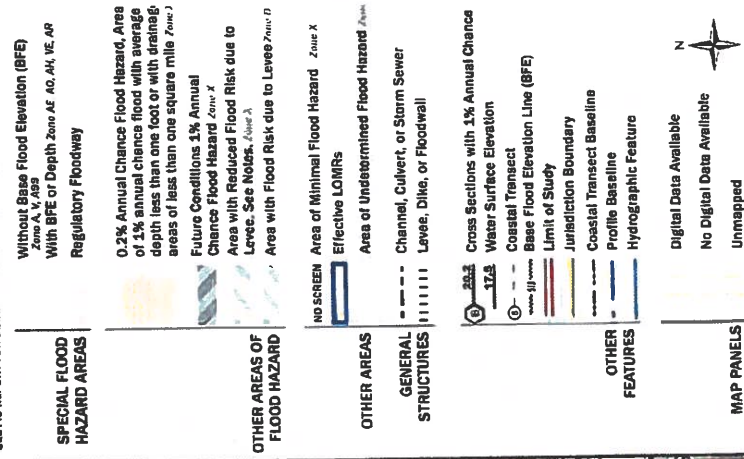 SPECIAL FLOOD
HAZARD AREAS
Without Base Flood Elevation (BFE)
Zone A, V, A99
With BFE or Depth Zone AE AO, AH, VE, AR
Regulatory Floodway
OTHER AREAS OF
FLOOD HAZARD
0.2% Annual Chance Flood Hazard, Area
of 1% annual chance flood with average
depth less than one foot or with drainag
areas of less than one square mile Zone
Future Conditions 1% Annual
Chance Flood Hazard Zone X
Area with Reduced Flood Risk due to
Levee. See Notes. Zone X
Area with Flood Risk due to Levee Zone D
OTHER AREAS
NO SCREEN Area of Minimal Flood Hazard Zone X
Effective LOMRs
Area of Undetermined Flood Hazard Zone
GENERAL
STRUCTURES
Channel, Culvert, or Storm Sewer
Levee, Dike, or Floodwall
OTHER
FEATURES
B 20.2 Cross Sections with 1% Annual Chance
17.5 Water Surface Elevation
8 Coastal Transect
513 Base Flood Elevation Line (BFE)
Limit of Study
Jurisdiction Boundary
Coastal Transect Baseline
Profile Baseline
Hydrographic Feature
MAP PANELS
Digital Data Available
No Digital Data Available
Unmapped
N